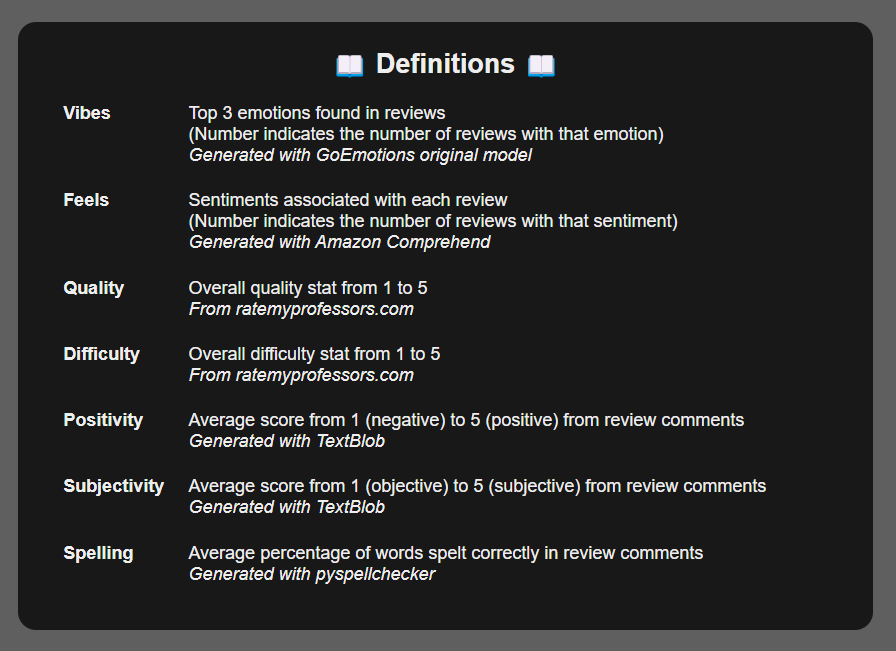 📖 Definitions 📖
Vibes Top 3 emotions found in reviews
(Number indicates the number of reviews with that emotion)
Generated with GoEmotions original model
Feels Sentiments associated with each review
(Number indicates the number of reviews with that sentiment)
Generated with Amazon Comprehend
Quality Overall quality stat from 1 to 5
From ratemyprofessors.com
Difficulty Overall difficulty stat from 1 to 5
From ratemyprofessors.com
Positivity Average score from 1 (negative) to 5 (positive) from review comments
Generated with TextBlob
Subjectivity Average score from 1 (objective) to 5 (subjective) from review comments
Generated with TextBlob
Spelling Average percentage of words spelt correctly in review comments
Generated with pyspellchecker